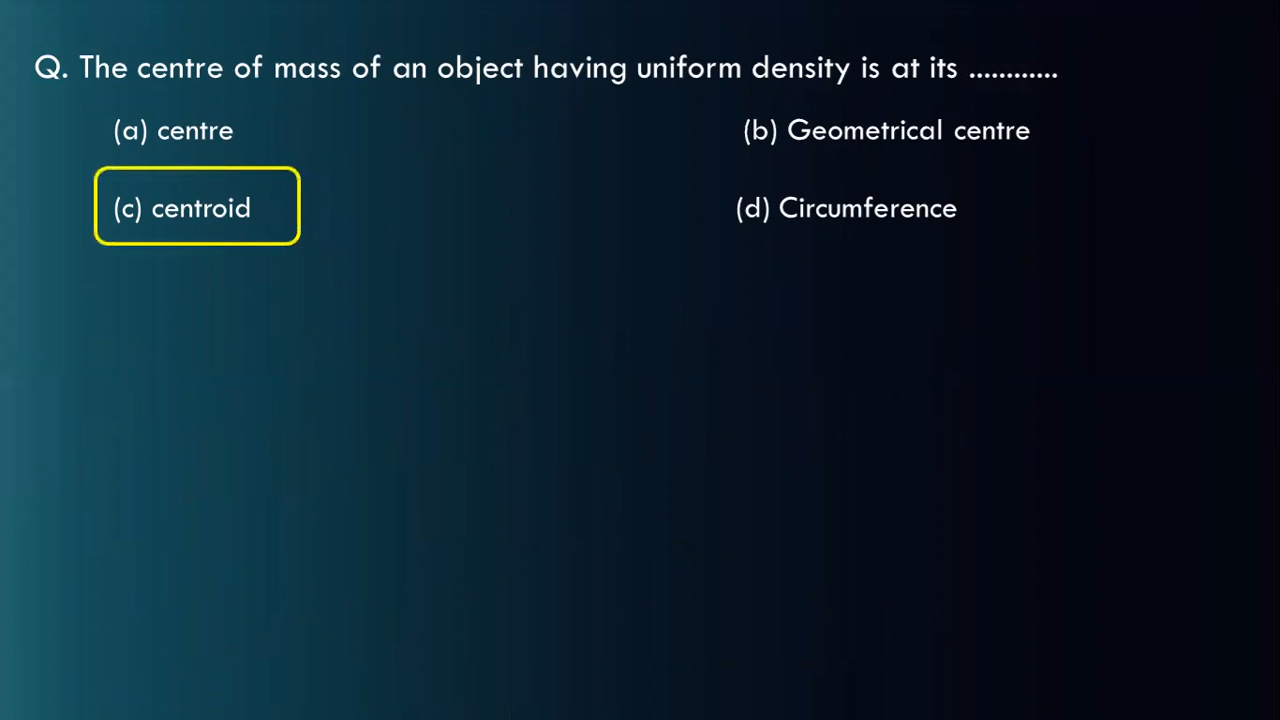 Q. The centre of mass of an object having uniform density is at its ............
(a) centre (b) Geometrical centre
(c) centroid (d) Circumference